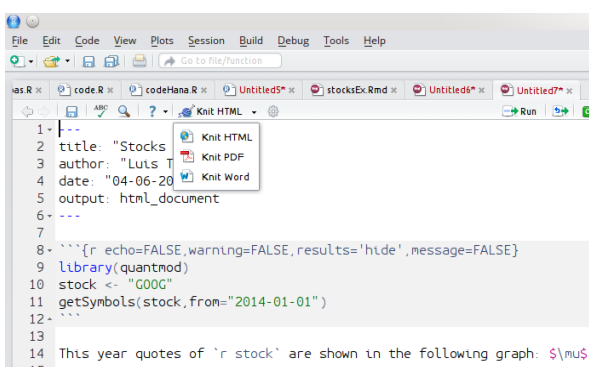 File Edit Code View Plots Session Build Debug Tools Help
Go to file/function
as.R × code.R × codeHana.R × Untitled5* × stocksEx.Rmd × Untitled6* × Untitled7* ×
ABC ? Knit HTML Run
Knit HTML
Knit PDF
Knit Word
1 ---
2 title: "Stocks
3 author: "Luis T
4 date: "04-06-20
5 output: html_document
6 ---
7
8 ```{r echo=FALSE,warning=FALSE,results='hide',message=FALSE}
9 library(quantmod)
10 stock <- "GOOG"
11 getSymbols(stock,from="2014-01-01")
12 ```
13
14 This year quotes of `r stock` are shown in the following graph: $\mu$